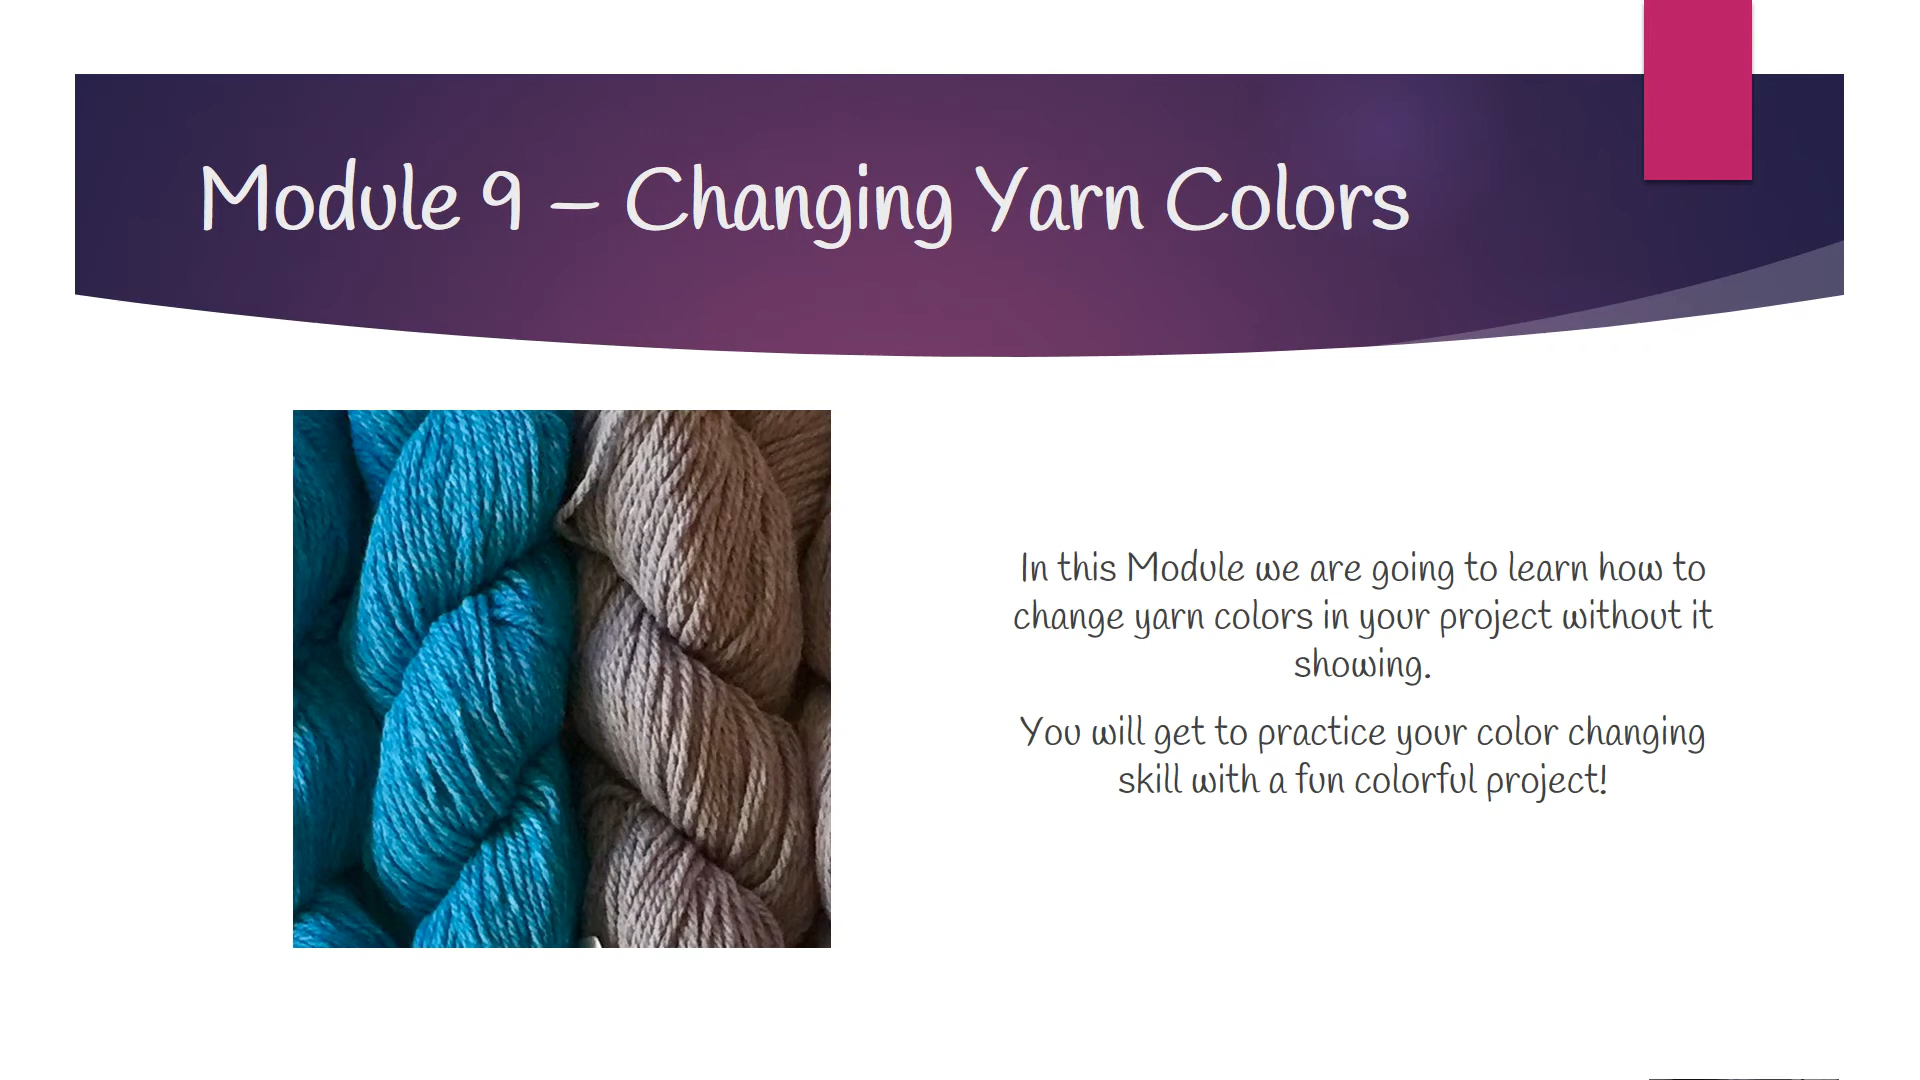 Module 9 – Changing Yarn Colors
In this Module we are going to learn how to
change yarn colors in your project without it
showing.
You will get to practice your color changing
skill with a fun colorful project!